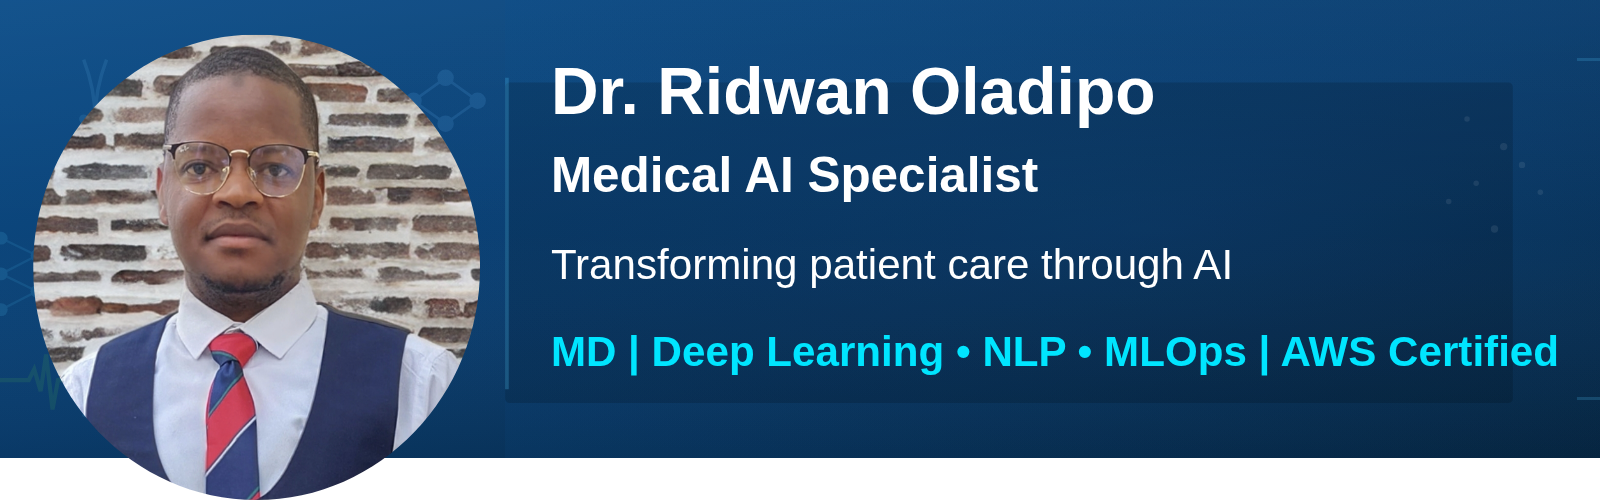 Dr. Ridwan Oladipo
Medical AI Specialist
Transforming patient care through AI
MD | Deep Learning • NLP • MLOps | AWS Certified